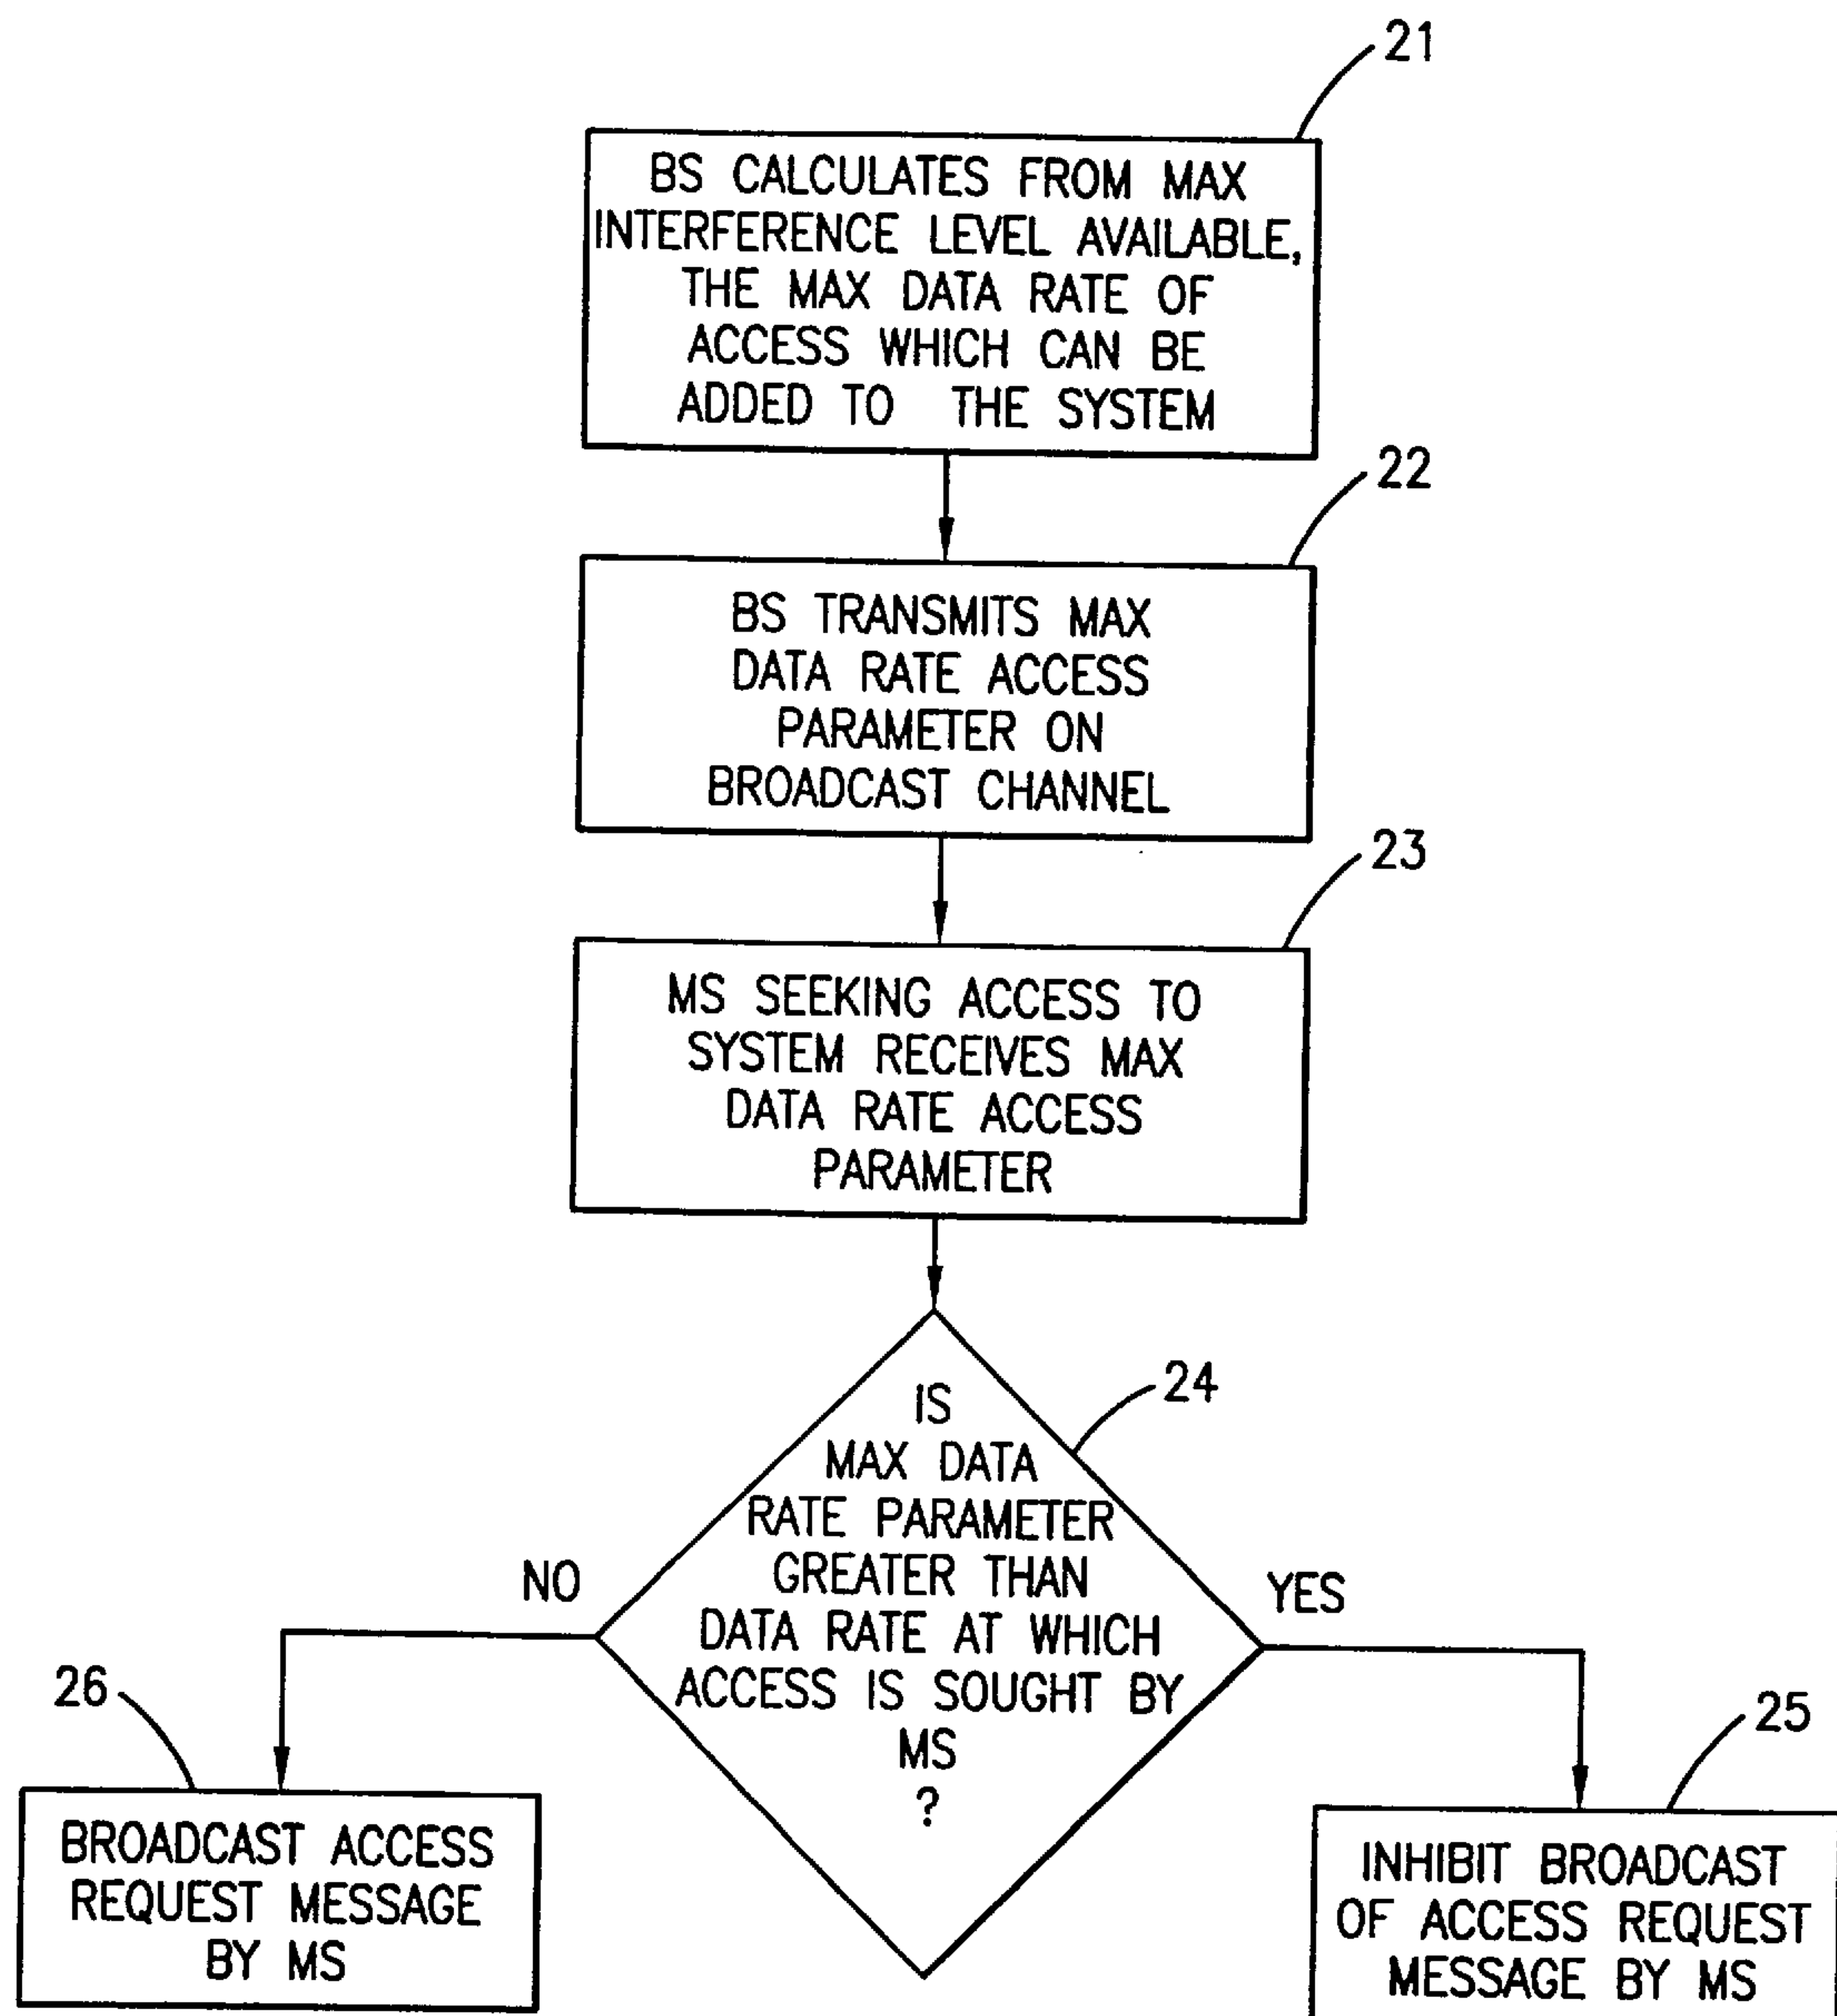 21
BS CALCULATES FROM MAX
INTERFERENCE LEVEL AVAILABLE,
THE MAX DATA RATE OF
ACCESS WHICH CAN BE
ADDED TO THE SYSTEM
22
BS TRANSMITS MAX
DATA RATE ACCESS
PARAMETER ON
BROADCAST CHANNEL
23
MS SEEKING ACCESS TO
SYSTEM RECEIVES MAX
DATA RATE ACCESS
PARAMETER
24
IS
MAX DATA
RATE PARAMETER
GREATER THAN
DATA RATE AT WHICH
ACCESS IS SOUGHT BY
MS
?
NO
YES
26
BROADCAST ACCESS
REQUEST MESSAGE
BY MS
25
INHIBIT BROADCAST
OF ACCESS REQUEST
MESSAGE BY MS